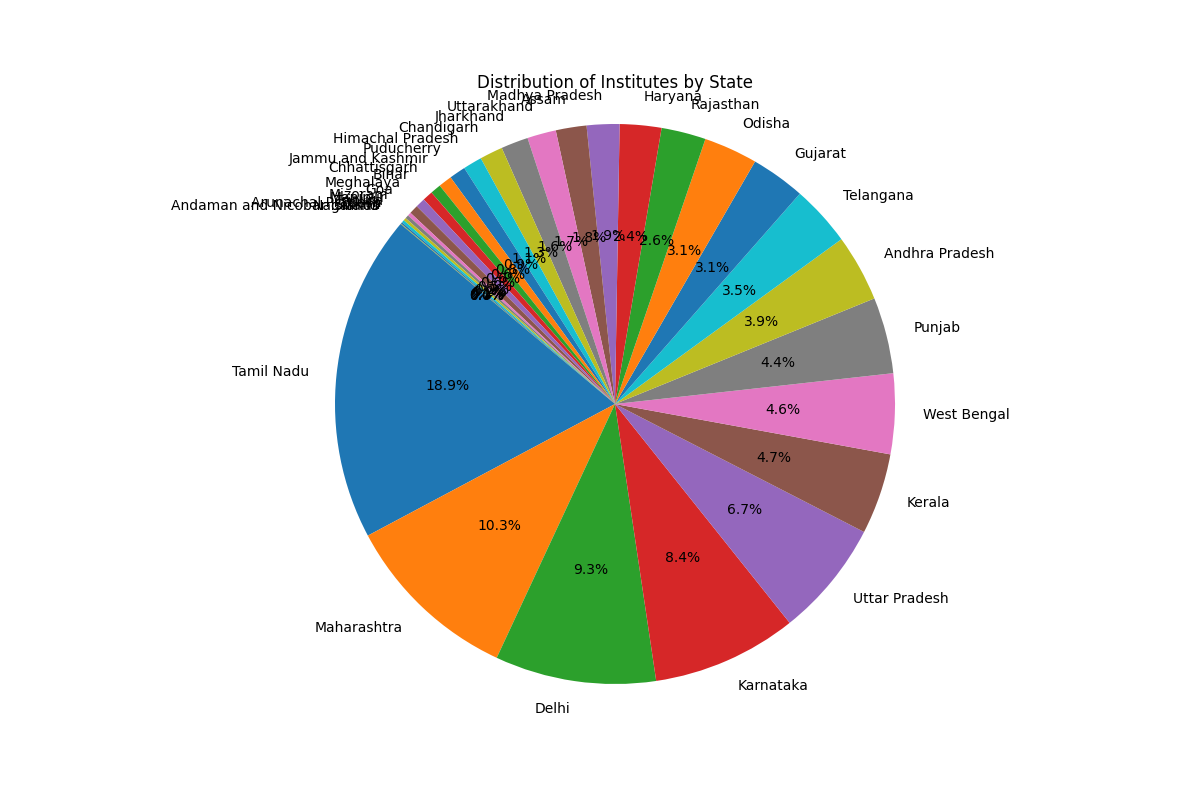 Distribution of Institutes by State
Tamil Nadu
Maharashtra
Delhi
Karnataka
Uttar Pradesh
Kerala
West Bengal
Punjab
Andhra Pradesh
Telangana
Gujarat
Odisha
Rajasthan
Haryana
Madhya Pradesh
Assam
Uttarakhand
Jharkhand
Chandigarh
Himachal Pradesh
Puducherry
Jammu and Kashmir
Chhattisgarh
Bihar
Meghalaya
Goa
Mizoram
Arunachal Pradesh
Andaman and Nicobar Islands
18.9%
10.3%
9.3%
8.4%
6.7%
4.7%
4.6%
4.4%
3.9%
3.5%
3.1%
3.1%
2.6%
2.4%
1.9%
1.8%
1.7%
1.6%
1.3%
1.1%